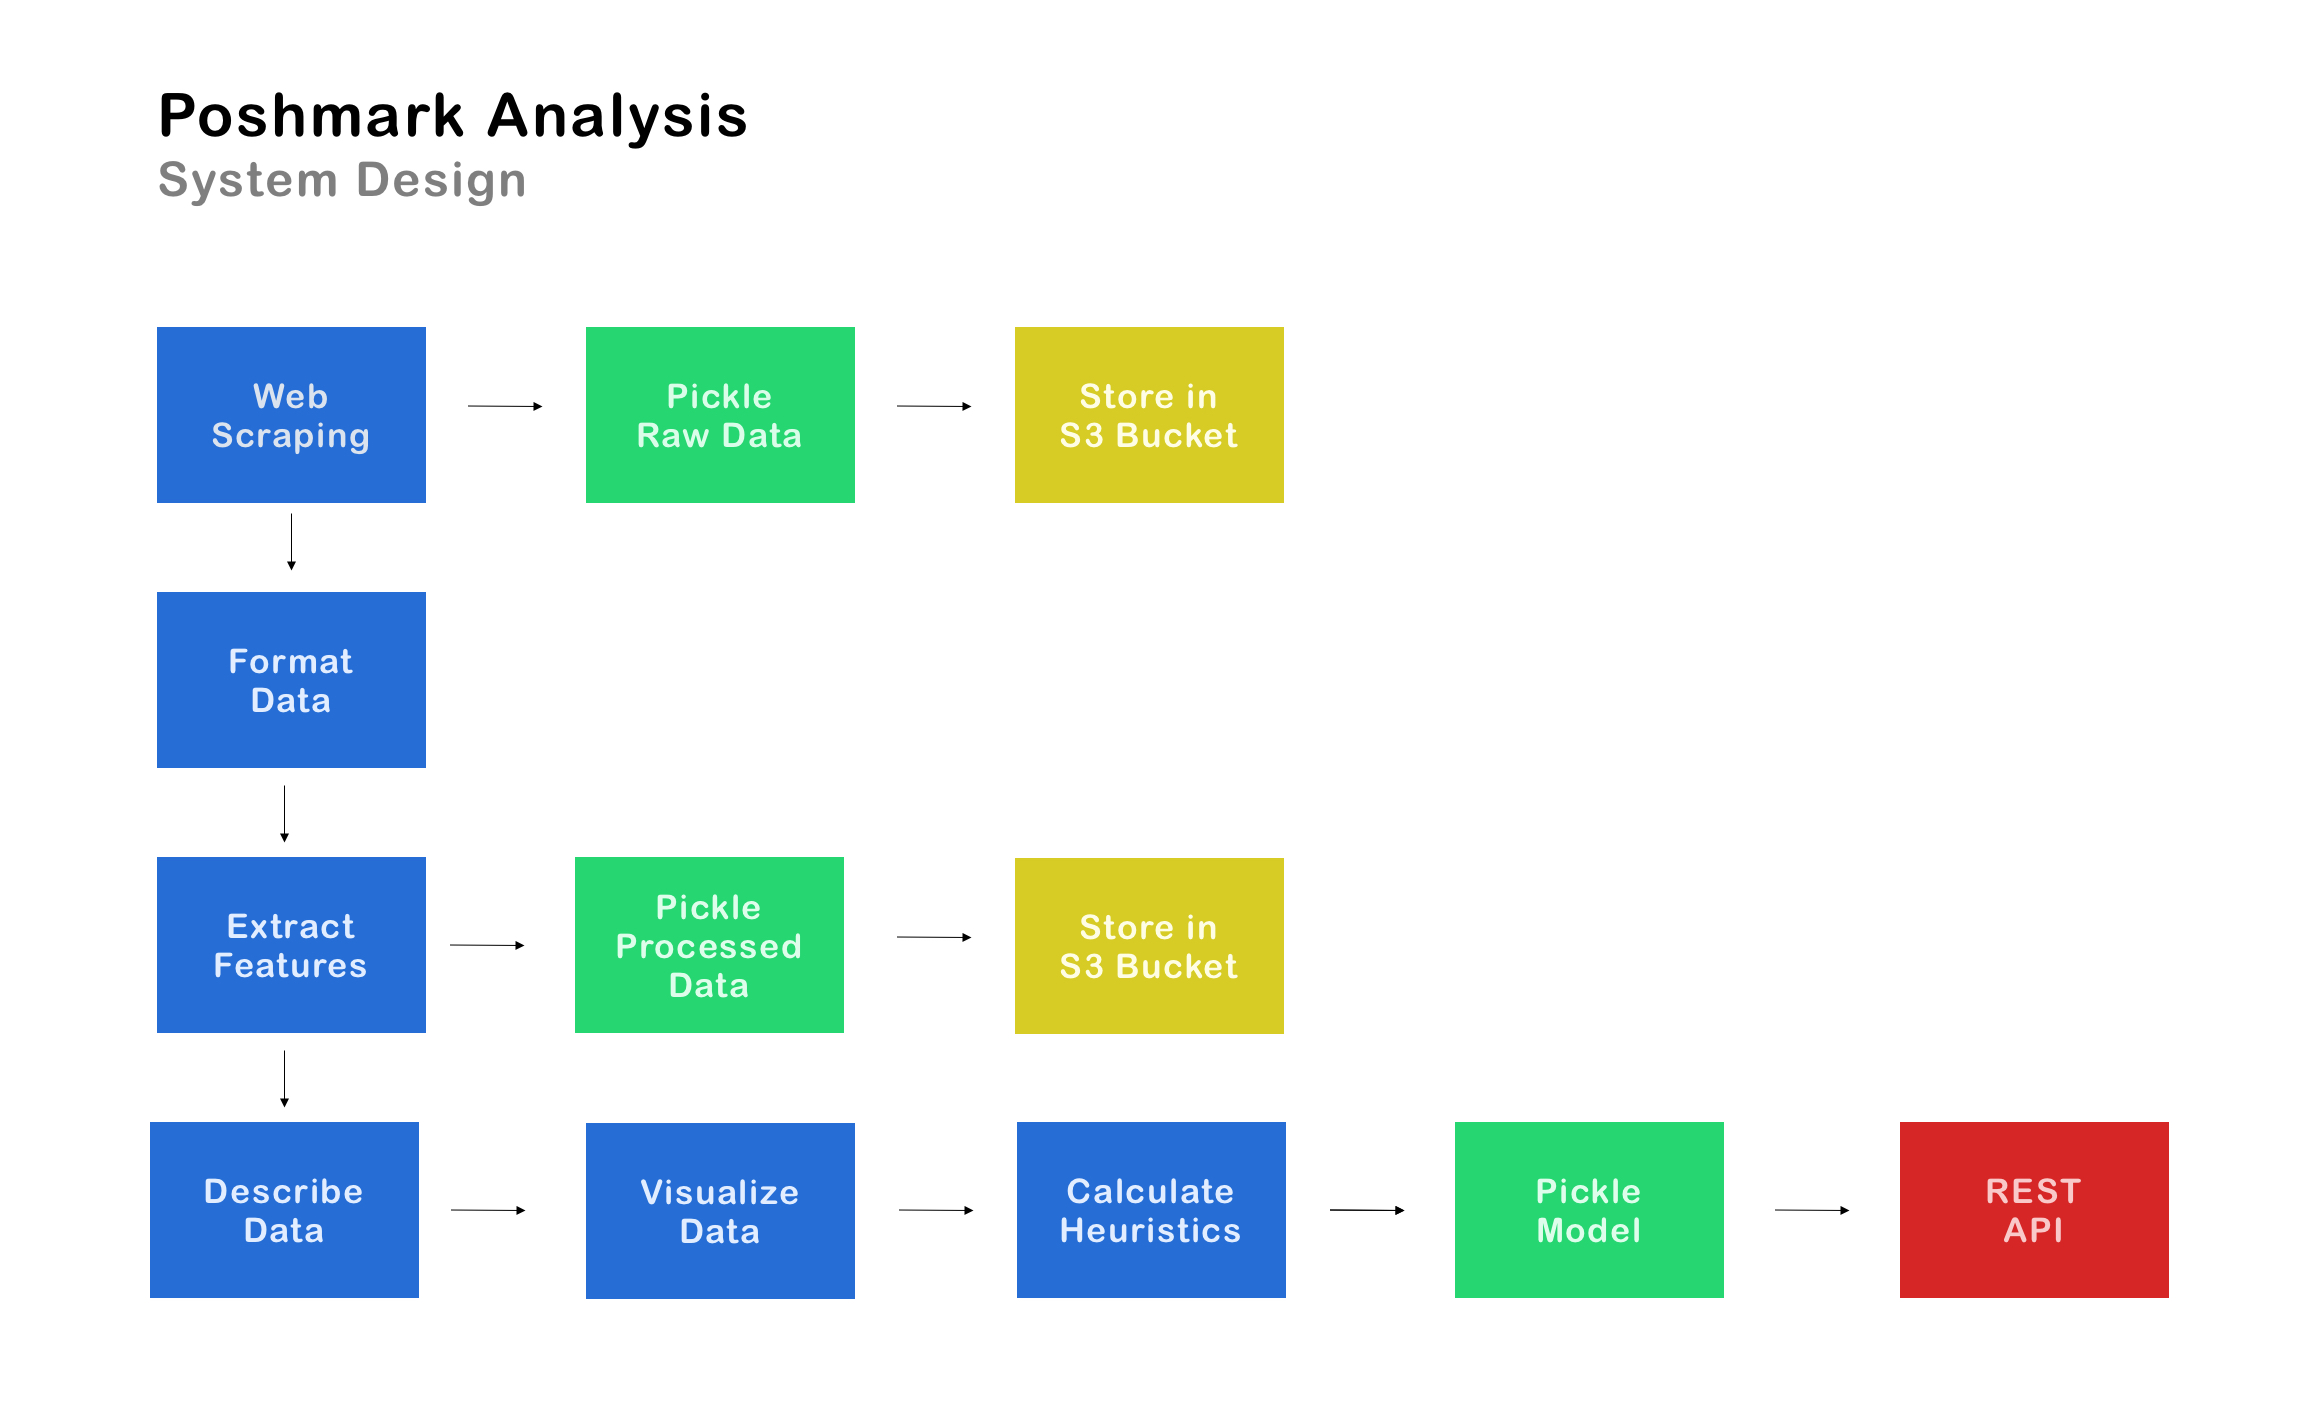 Poshmark Analysis
System Design
Web
Scraping
Pickle
Raw Data
Store in
S3 Bucket
Format
Data
Extract
Features
Pickle
Processed
Data
Store in
S3 Bucket
Describe
Data
Visualize
Data
Calculate
Heuristics
Pickle
Model
REST
API